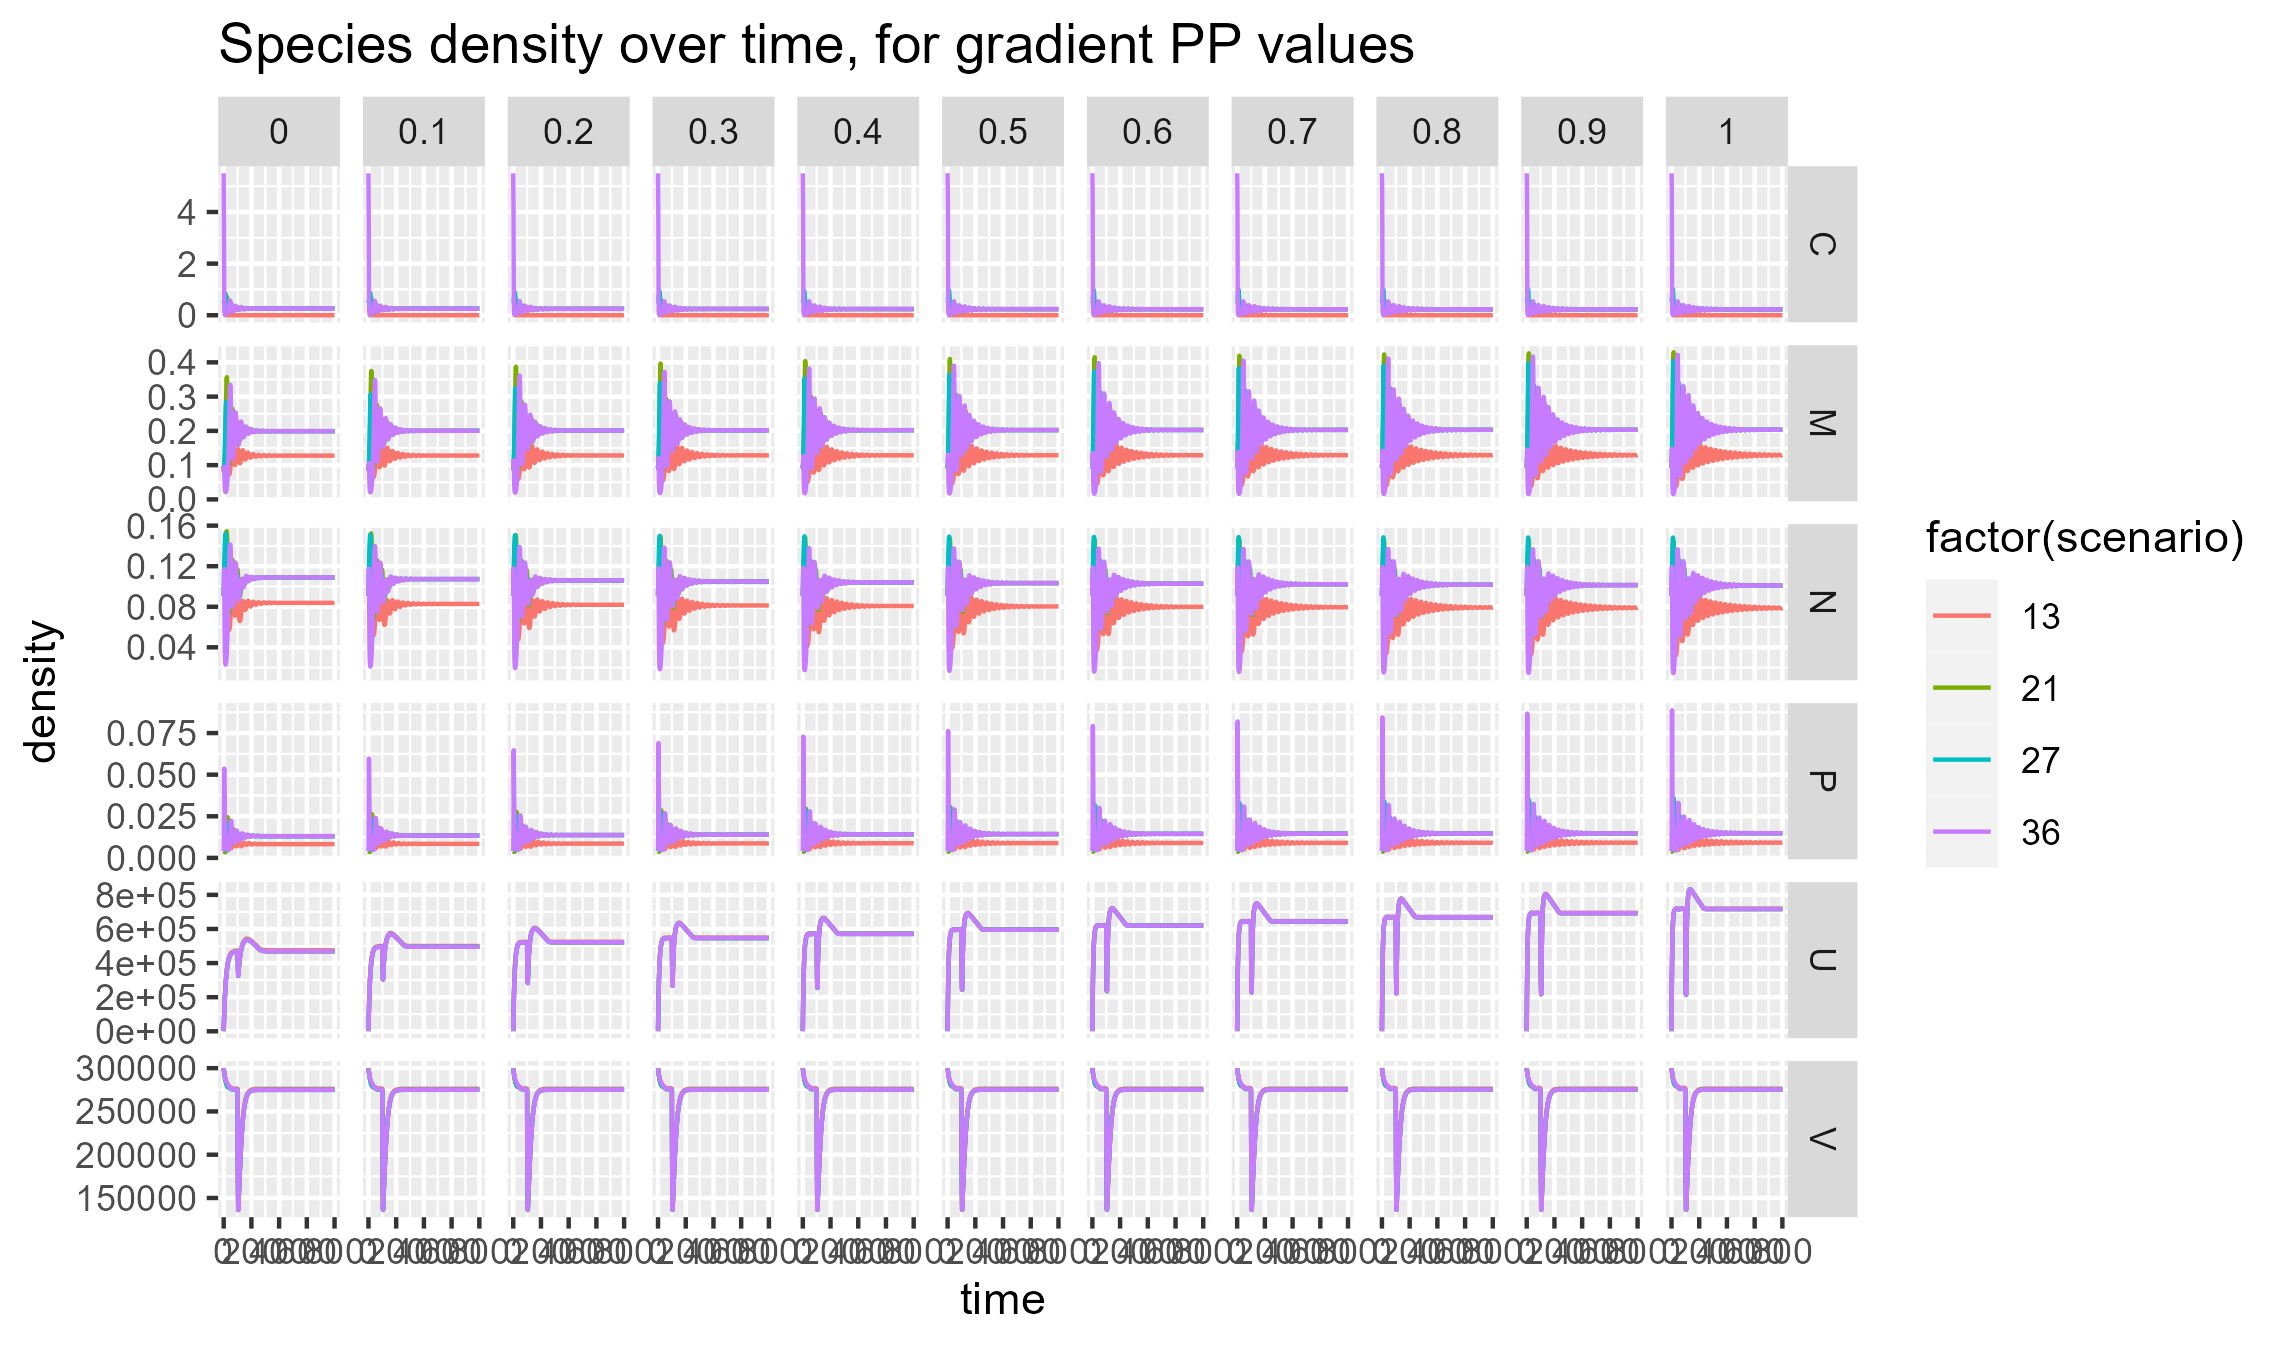 Species density over time, for gradient PP values
0 0.1 0.2 0.3 0.4 0.5 0.6 0.7 0.8 0.9 1
4
2
0
C
0.4
0.3
0.2
0.1
0.0
M
0.16
0.12
0.08
0.04
N
0.075
0.050
0.025
0.000
P
8e+05
6e+05
4e+05
2e+05
0e+00
U
300000
250000
200000
150000
V
density
time
factor(scenario)
13
21
27
36